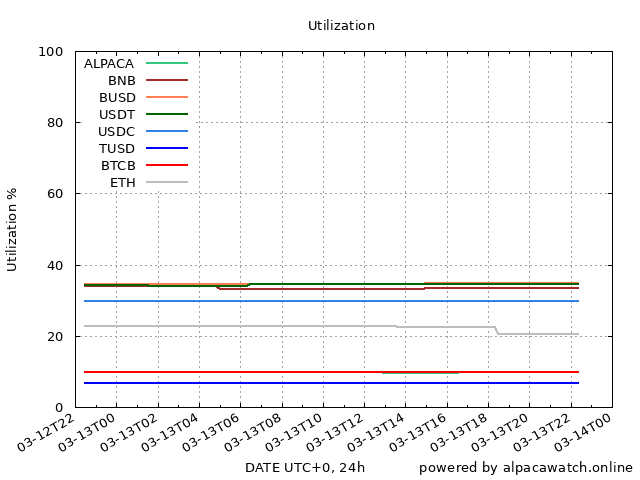 Utilization
100
80
60
40
20
0
Utilization %
ALPACA
BNB
BUSD
USDT
USDC
TUSD
BTCB
ETH
03-12T22
03-13T00
03-13T02
03-13T04
03-13T06
03-13T08
03-13T10
03-13T12
03-13T14
03-13T16
03-13T18
03-13T20
03-13T22
03-14T00
DATE UTC+0, 24h
powered by alpacawatch.online